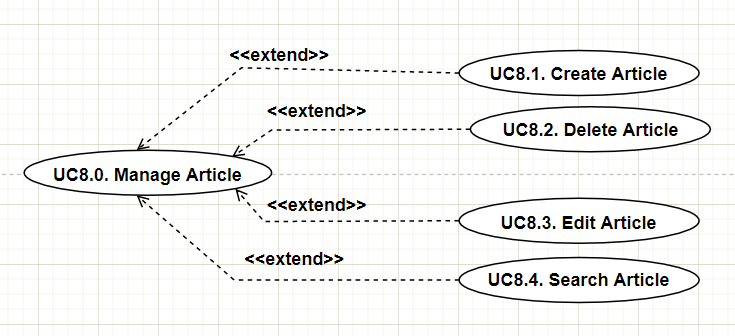 <<extend>>
UC8.1. Create Article
<<extend>>
UC8.2. Delete Article
UC8.0. Manage Article
<<extend>>
UC8.3. Edit Article
<<extend>>
UC8.4. Search Article